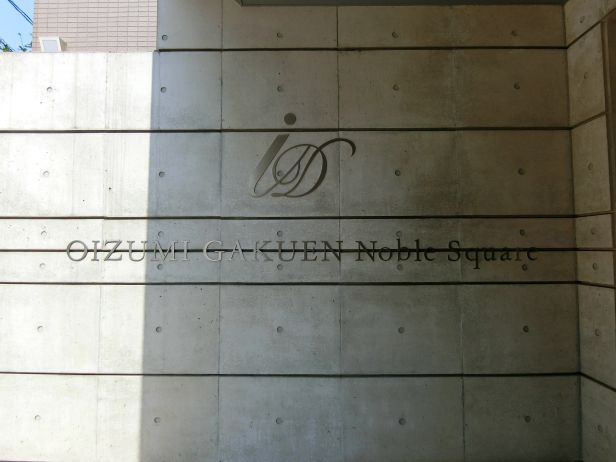 OIZUMI GAKUEN Noble Square